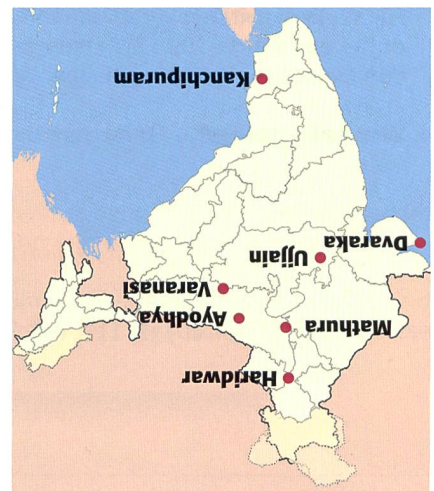 Haridwar
Mathura
Ayodhya
Varanasi
Dvaraka
Ujjain
Kanchipuram